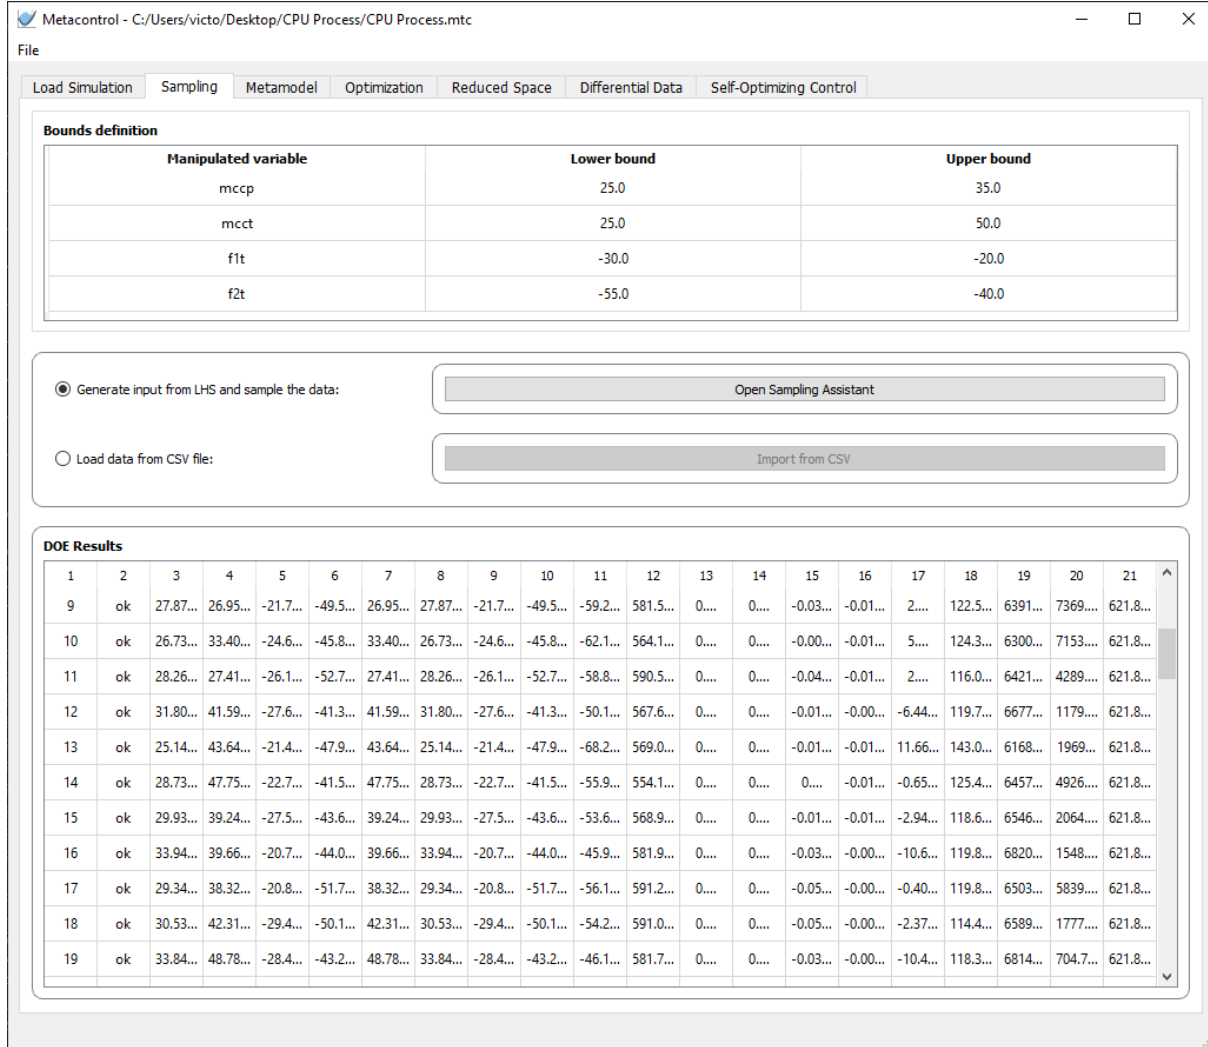 Metacontrol - C:/Users/victo/Desktop/CPU Process/CPU Process.mtc
File
Load Simulation Sampling Metamodel Optimization Reduced Space Differential Data Self-Optimizing Control
Bounds definition
Manipulated variable Lower bound Upper bound
mccp 25.0 35.0
mcct 25.0 50.0
f1t -30.0 -20.0
f2t -55.0 -40.0
Generate input from LHS and sample the data: Open Sampling Assistant
Load data from CSV file: Import from CSV
DOE Results
1 2 3 4 5 6 7 8 9 10 11 12 13 14 15 16 17 18 19 20 21
9 ok 27.87... 26.95... -21.7... -49.5... 26.95... 27.87... -21.7... -49.5... -59.2... 581.5... 0.... 0.... -0.03... -0.01... 2.... 122.5... 6391... 7369.... 621.8...
10 ok 26.73... 33.40... -24.6... -45.8... 33.40... 26.73... -24.6... -45.8... -62.1... 564.1... 0.... 0.... -0.00... -0.01... 5.... 124.3... 6300... 7153.... 621.8...
11 ok 28.26... 27.41... -26.1... -52.7... 27.41... 28.26... -26.1... -52.7... -58.8... 590.5... 0.... 0.... -0.04... -0.01... 2.... 116.0... 6421... 4289.... 621.8...
12 ok 31.80... 41.59... -27.6... -41.3... 41.59... 31.80... -27.6... -41.3... -50.1... 567.6... 0.... 0.... -0.01... -0.00... -6.44... 119.7... 6677... 1179.... 621.8...
13 ok 25.14... 43.64... -21.4... -47.9... 43.64... 25.14... -21.4... -47.9... -68.2... 569.0... 0.... 0.... -0.01... -0.01... 11.66... 143.0... 6168... 1969... 621.8...
14 ok 28.73... 47.75... -22.7... -41.5... 47.75... 28.73... -22.7... -41.5... -55.9... 554.1... 0.... 0.... 0.... -0.01... -0.65... 125.4... 6457... 4926.... 621.8...
15 ok 29.93... 39.24... -27.5... -43.6... 39.24... 29.93... -27.5... -43.6... -53.6... 568.9... 0.... 0.... -0.01... -0.01... -2.94... 118.6... 6546... 2064.... 621.8...
16 ok 33.94... 39.66... -20.7... -44.0... 39.66... 33.94... -20.7... -44.0... -45.9... 581.9... 0.... 0.... -0.03... -0.00... -10.6... 119.8... 6820... 1548.... 621.8...
17 ok 29.34... 38.32... -20.8... -51.7... 38.32... 29.34... -20.8... -51.7... -56.1... 591.2... 0.... 0.... -0.05... -0.00... -0.40... 119.8... 6503... 5839.... 621.8...
18 ok 30.53... 42.31... -29.4... -50.1... 42.31... 30.53... -29.4... -50.1... -54.2... 591.0... 0.... 0.... -0.05... -0.00... -2.37... 114.4... 6589... 1777.... 621.8...
19 ok 33.84... 48.78... -28.4... -43.2... 48.78... 33.84... -28.4... -43.2... -46.1... 581.7... 0.... 0.... -0.03... -0.00... -10.4... 118.3... 6814... 704.7... 621.8...